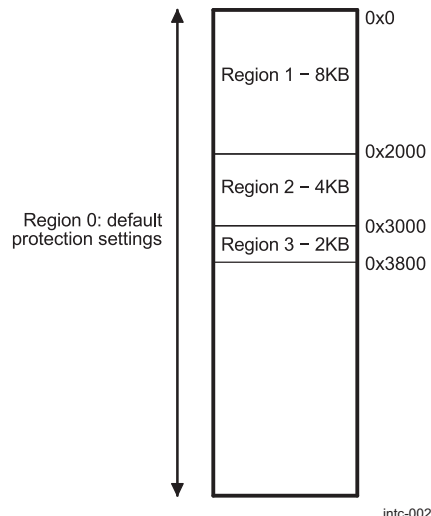 0x0
Region 1 − 8KB
0x2000
Region 2 − 4KB
Region 0: default
protection settings
0x3000
Region 3 − 2KB
0x3800
intc-002